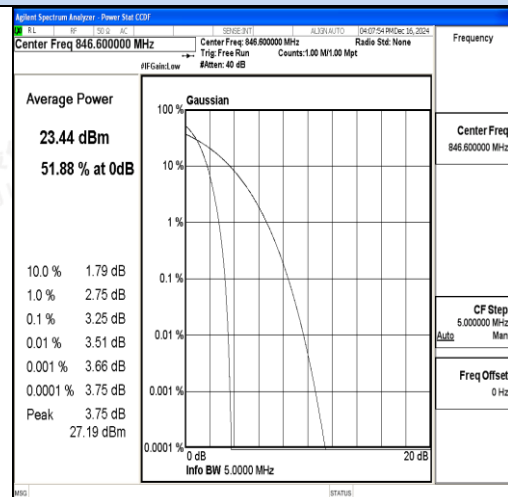 Agilent Spectrum Analyzer - Power Stat CCDF
RL RF 50 Ω AC SENSE:INT ALIGN AUTO 04:07:54 PM Dec 16, 2024
Center Freq 846.600000 MHz
Center Freq: 846.600000 MHz Radio Std: None
Trig: Free Run Counts:1.00 M/1.00 Mpt
#IFGain:Low #Atten: 40 dB
Frequency
Average Power
23.44 dBm
51.88 % at 0dB
10.0 % 1.79 dB
1.0 % 2.75 dB
0.1 % 3.25 dB
0.01 % 3.51 dB
0.001 % 3.66 dB
0.0001 % 3.75 dB
Peak 3.75 dB
27.19 dBm
Gaussian
100 %
10 %
1 %
0.1 %
0.01 %
0.001 %
0.0001 %
0 dB 20 dB
Info BW 5.0000 MHz
Center Freq
846.600000 MHz
CF Step
5.000000 MHz
Auto Man
Freq Offset
0 Hz
MSG STATUS